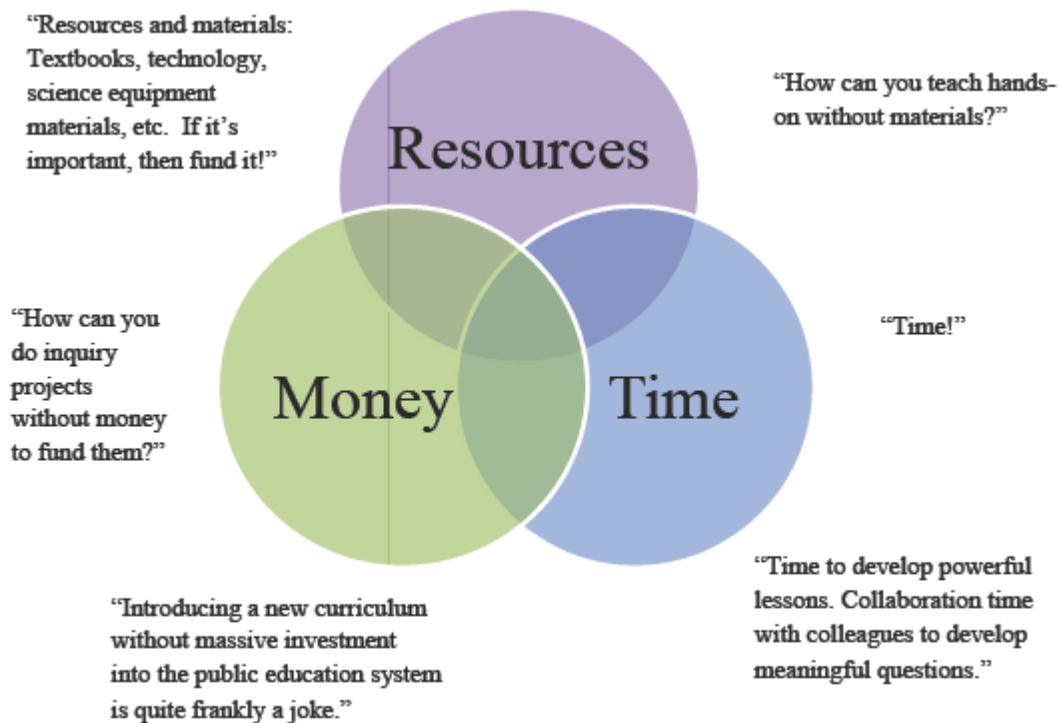 “Resources and materials:
Textbooks, technology,
science equipment
materials, etc.  If it’s
important, then fund it!”
“How can you teach hands-
on without materials?”
Resources
“How can you
do inquiry
projects
without money
to fund them?”
“Time!”
Money
Time
“Introducing a new curriculum
without massive investment
into the public education system
is quite frankly a joke.”
“Time to develop powerful
lessons. Collaboration time
with colleagues to develop
meaningful questions.”